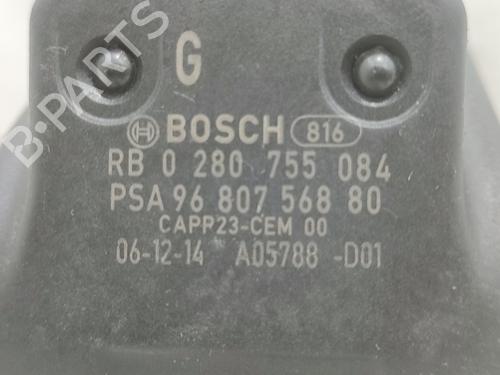 G
BOSCH 816
RB 0 280 755 084
PSA 96 807 568 80
CAPP23-CEM 00
06-12-14 A05788 -D01
B-PARTS